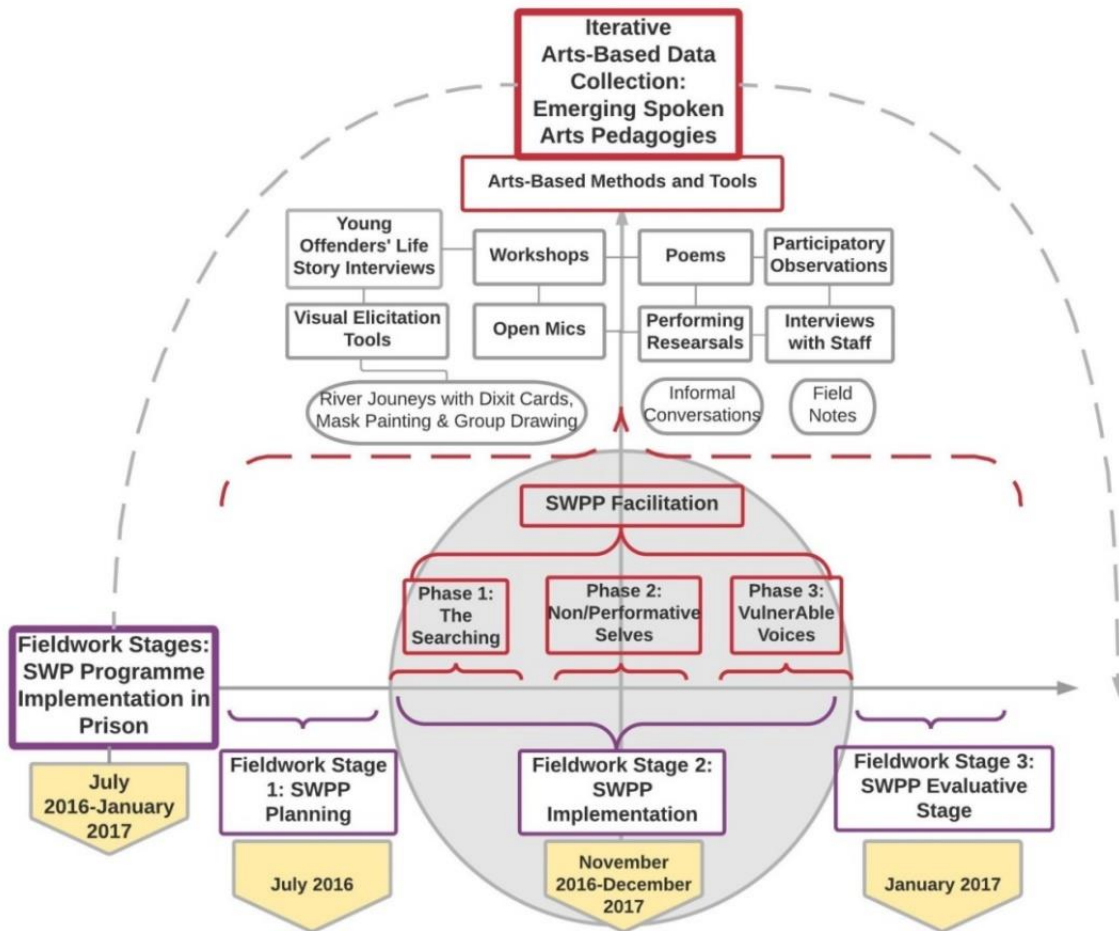 Iterative
Arts-Based Data
Collection:
Emerging Spoken
Arts Pedagogies
Arts-Based Methods and Tools
Young
Offenders' Life
Story Interviews
Workshops
Poems
Participatory
Observations
Visual Elicitation
Tools
Open Mics
Performing
Researsals
Interviews
with Staff
River Jouneys with Dixit Cards,
Mask Painting & Group Drawing
Informal
Conversations
Field
Notes
SWPP Facilitation
Phase 1:
The
Searching
Phase 2:
Non/Performative
Selves
Phase 3:
VulnerAble
Voices
Fieldwork Stages:
SWP Programme
Implementation in
Prison
July
2016-January
2017
Fieldwork Stage
1: SWPP
Planning
Fieldwork Stage 2:
SWPP
Implementation
Fieldwork Stage 3:
SWPP Evaluative
Stage
July 2016
November
2016-December
2017
January 2017